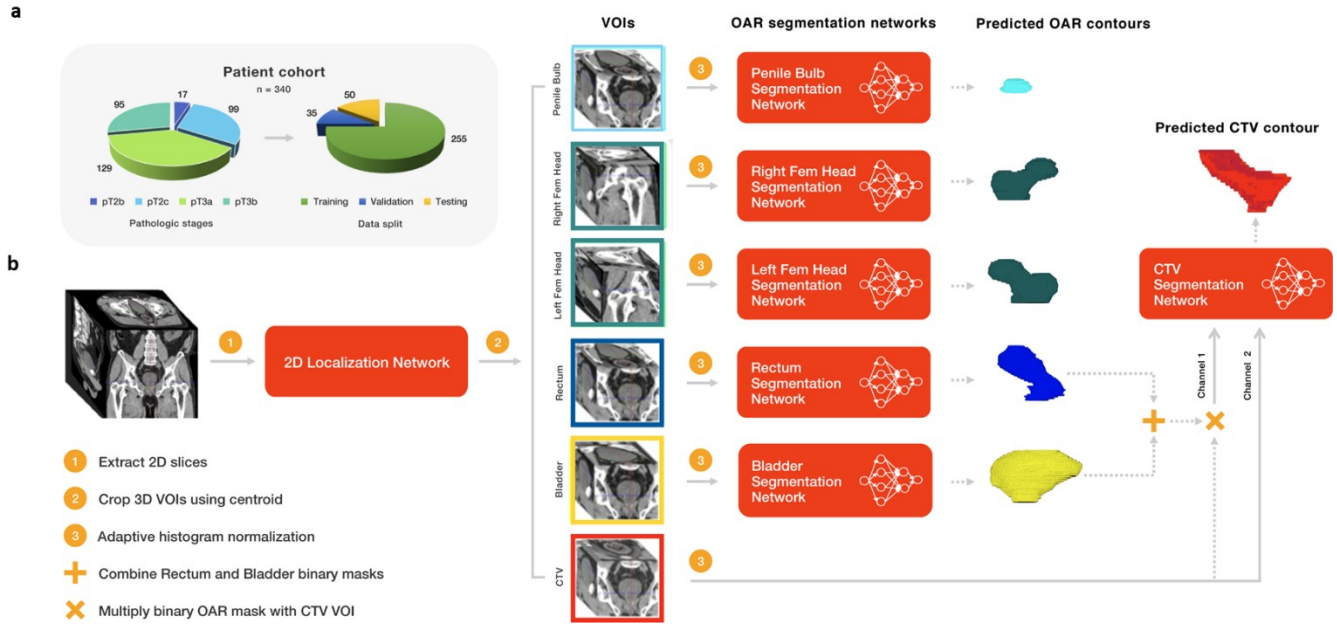 a
Patient cohort
n = 340
95
17
99
129
35
50
255
pT2b
pT2c
pT3a
pT3b
Pathologic stages
Training
Validation
Testing
Data split
b
1
2D Localization Network
2
1 Extract 2D slices
2 Crop 3D VOIs using centroid
3 Adaptive histogram normalization
Combine Rectum and Bladder binary masks
Multiply binary OAR mask with CTV VOI
VOIs
OAR segmentation networks
Predicted OAR contours
Penile Bulb
3
Penile Bulb
Segmentation
Network
Right Fem Head
3
Right Fem Head
Segmentation
Network
Left Fem Head
3
Left Fem Head
Segmentation
Network
Rectum
3
Rectum
Segmentation
Network
Bladder
3
Bladder
Segmentation
Network
CTV
3
Predicted CTV contour
CTV
Segmentation
Network
Channel 1
Channel 2